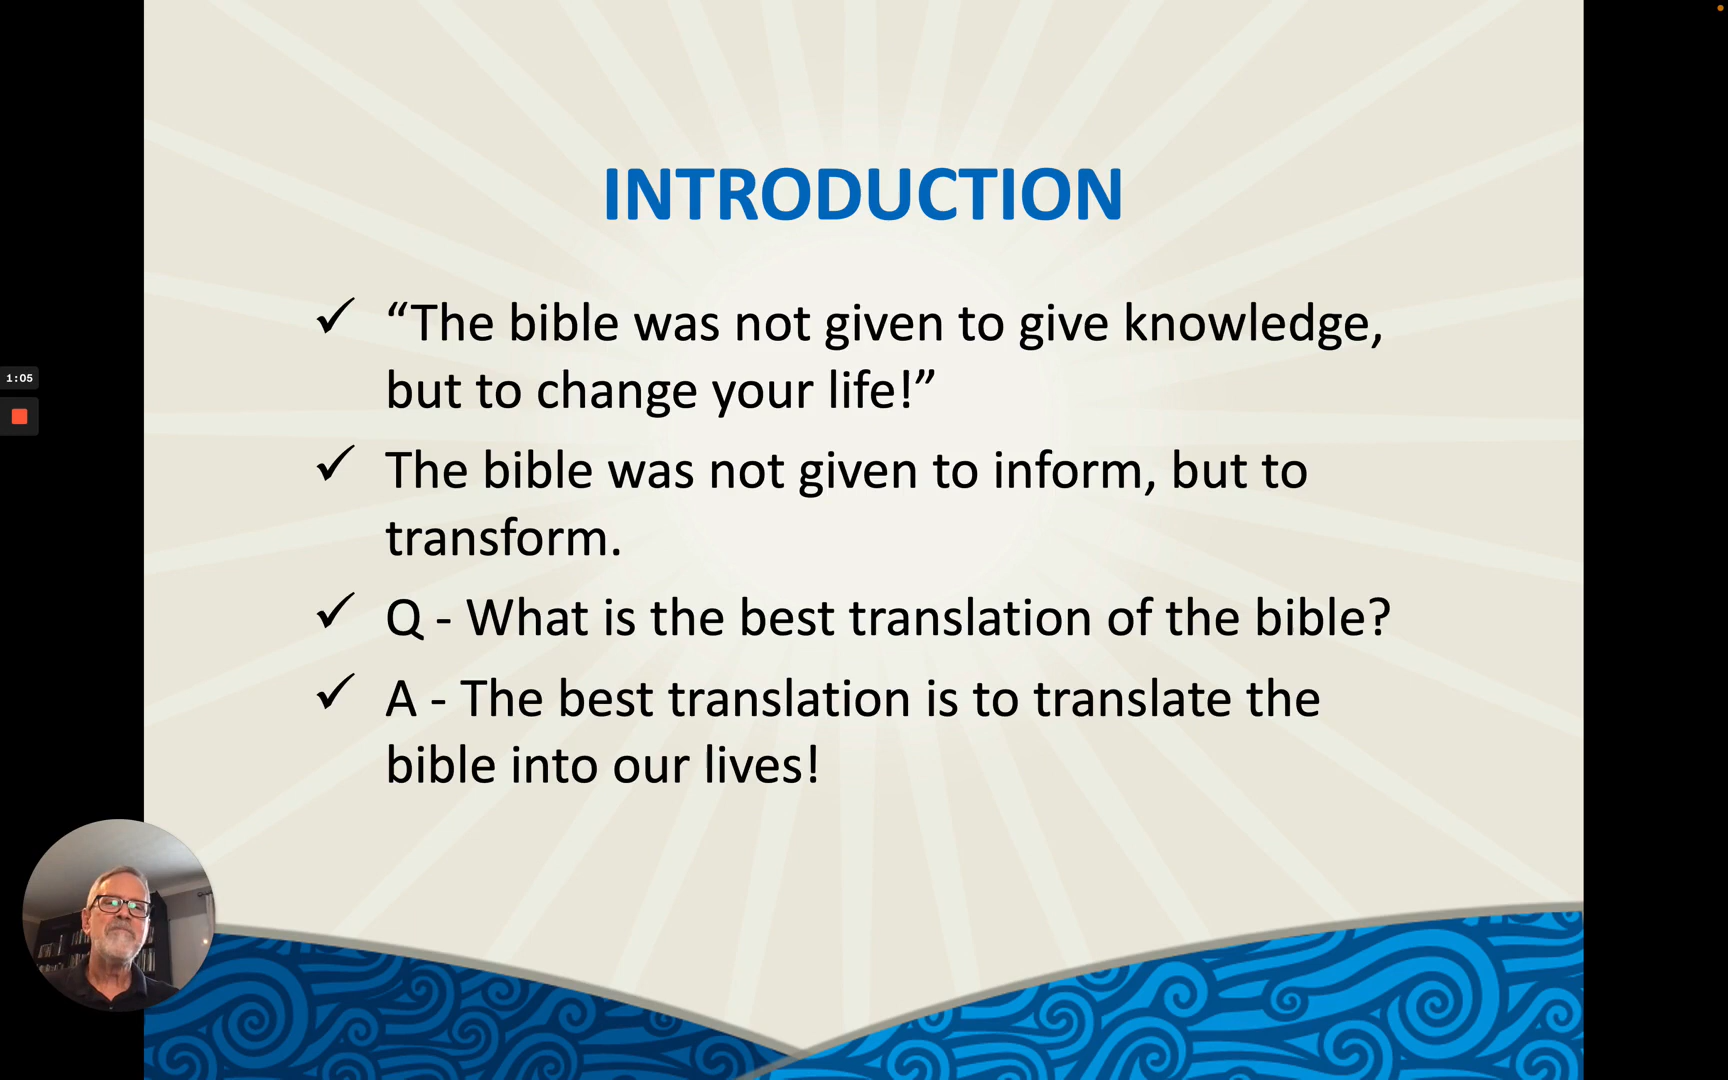 INTRODUCTION
✓ “The bible was not given to give knowledge,
but to change your life!”
✓ The bible was not given to inform, but to
transform.
✓ Q - What is the best translation of the bible?
✓ A - The best translation is to translate the
bible into our lives!
1:05